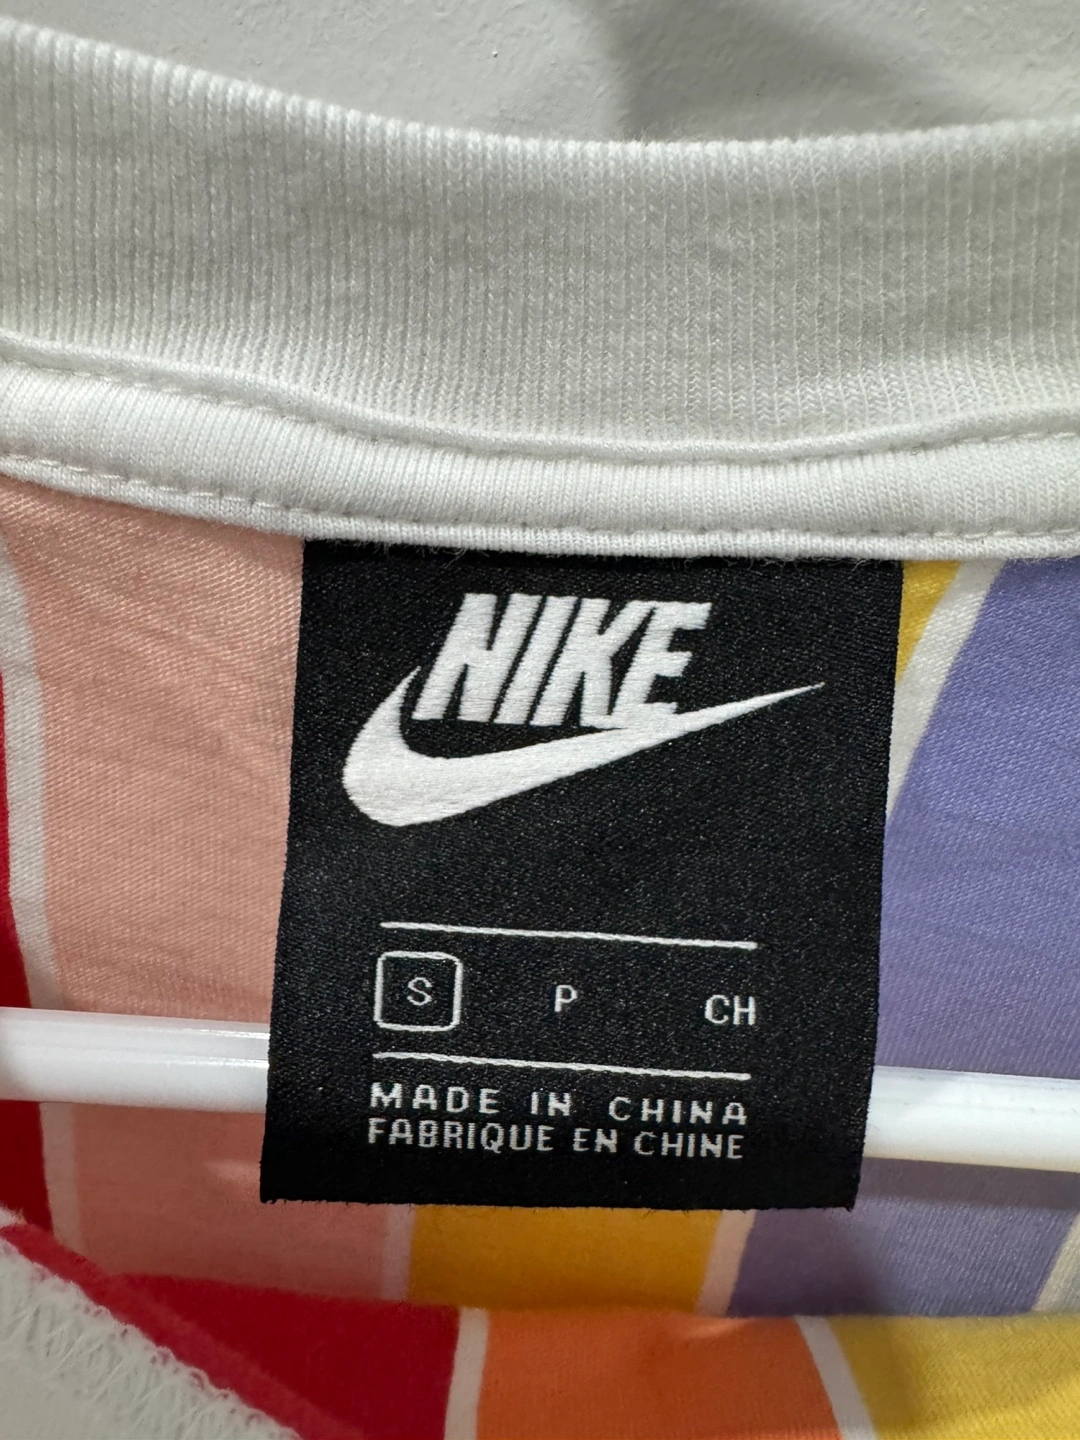 NIKE
S P CH
MADE IN CHINA
FABRIQUE EN CHINE